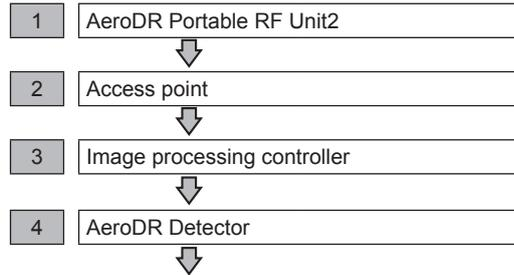 1 AeroDR Portable RF Unit2
2 Access point
3 Image processing controller
4 AeroDR Detector